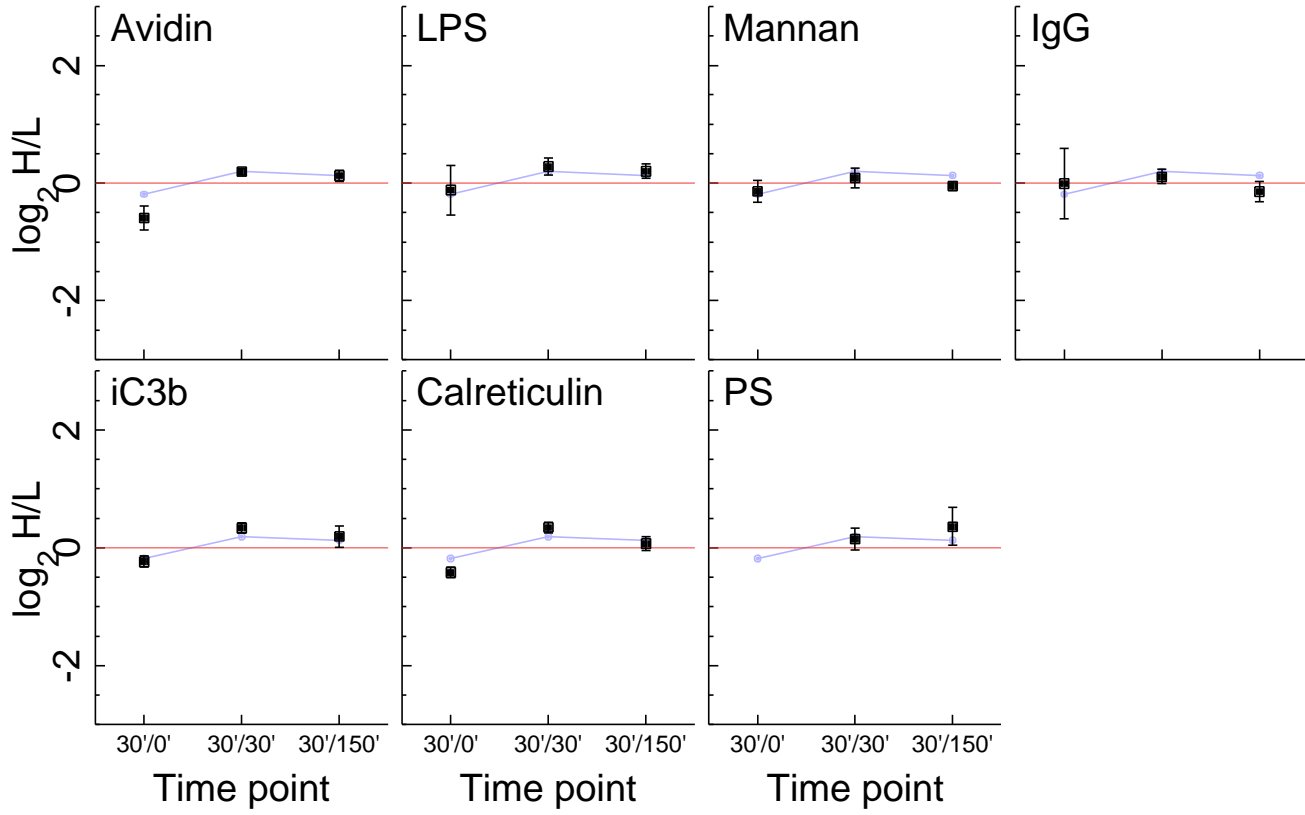 Avidin
LPS
Mannan
IgG
log2 H/L
2
0
-2
iC3b
Calreticulin
PS
log2 H/L
2
0
-2
30'/0' 30'/30' 30'/150'
30'/0' 30'/30' 30'/150'
30'/0' 30'/30' 30'/150'
Time point
Time point
Time point